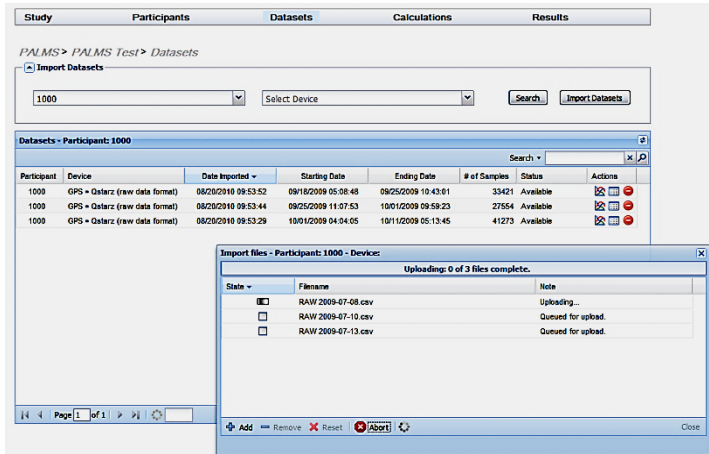 Study Participants Datasets Calculations Results
PALMS> PALMS Test> Datasets
Import Datasets
1000 Select Device Search Import Datasets
Datasets - Participant: 1000
Search
Participant Device Date Imported Starting Date Ending Date # of Samples Status Actions
1000 GPS • Qstarz (raw data format) 08/20/2010 09:53:52 09/18/2009 05:08:48 09/25/2009 10:43:01 33421 Available
1000 GPS • Qstarz (raw data format) 08/20/2010 09:53:44 09/25/2009 11:07:53 10/01/2009 09:59:23 27554 Available
1000 GPS • Qstarz (raw data format) 08/20/2010 09:53:29 10/01/2009 04:04:05 10/11/2009 05:13:45 41273 Available
Import files - Participant: 1000 - Device:
Uploading: 0 of 3 files complete.
State Filename Note
RAW 2009-07-08.csv Uploading...
RAW 2009-07-10.csv Queued for upload.
RAW 2009-07-13.csv Queued for upload.
Page 1 of 1
Add Remove Reset Abort Close